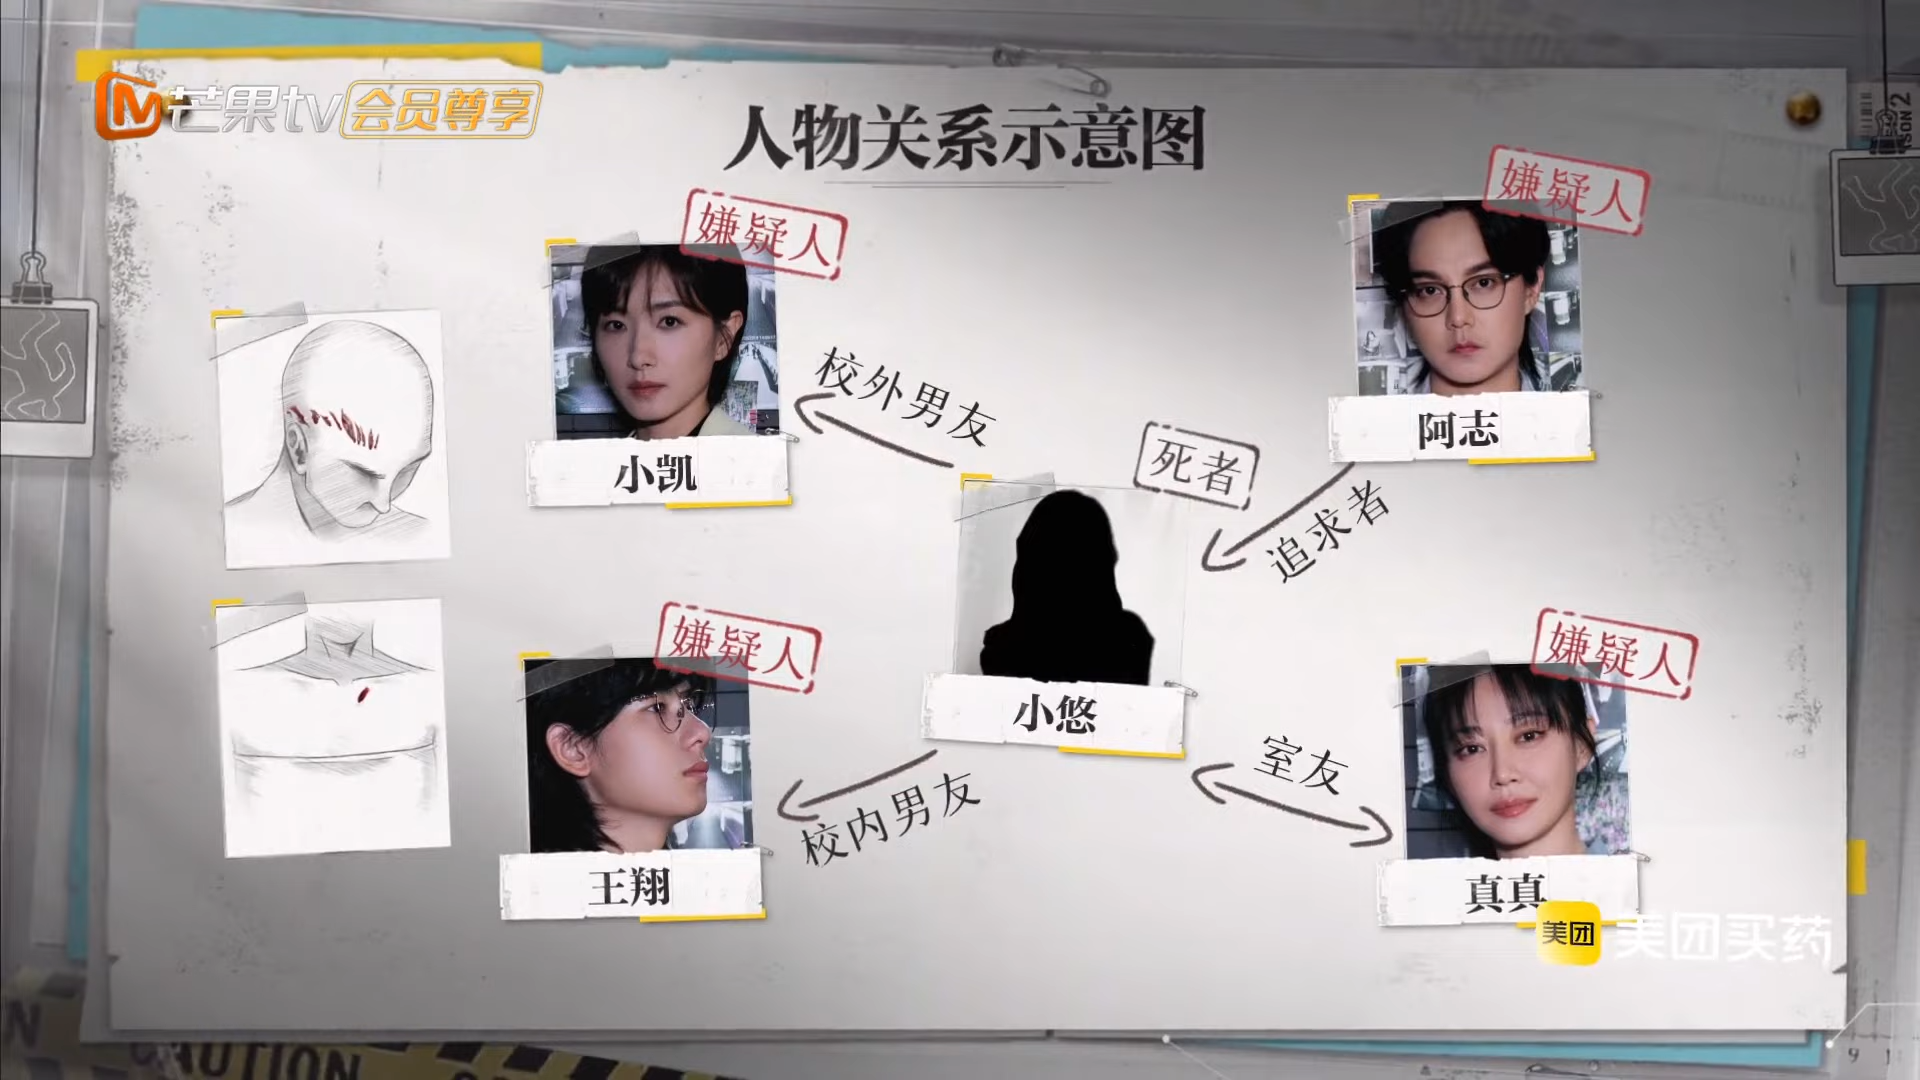 芒果tv会员尊享
人物关系示意图
嫌疑人
嫌疑人
小凯
校外男友
阿志
死者
追求者
嫌疑人
嫌疑人
小悠
王翔
校内男友
室友
真真
美团 美团买药
CAUTION